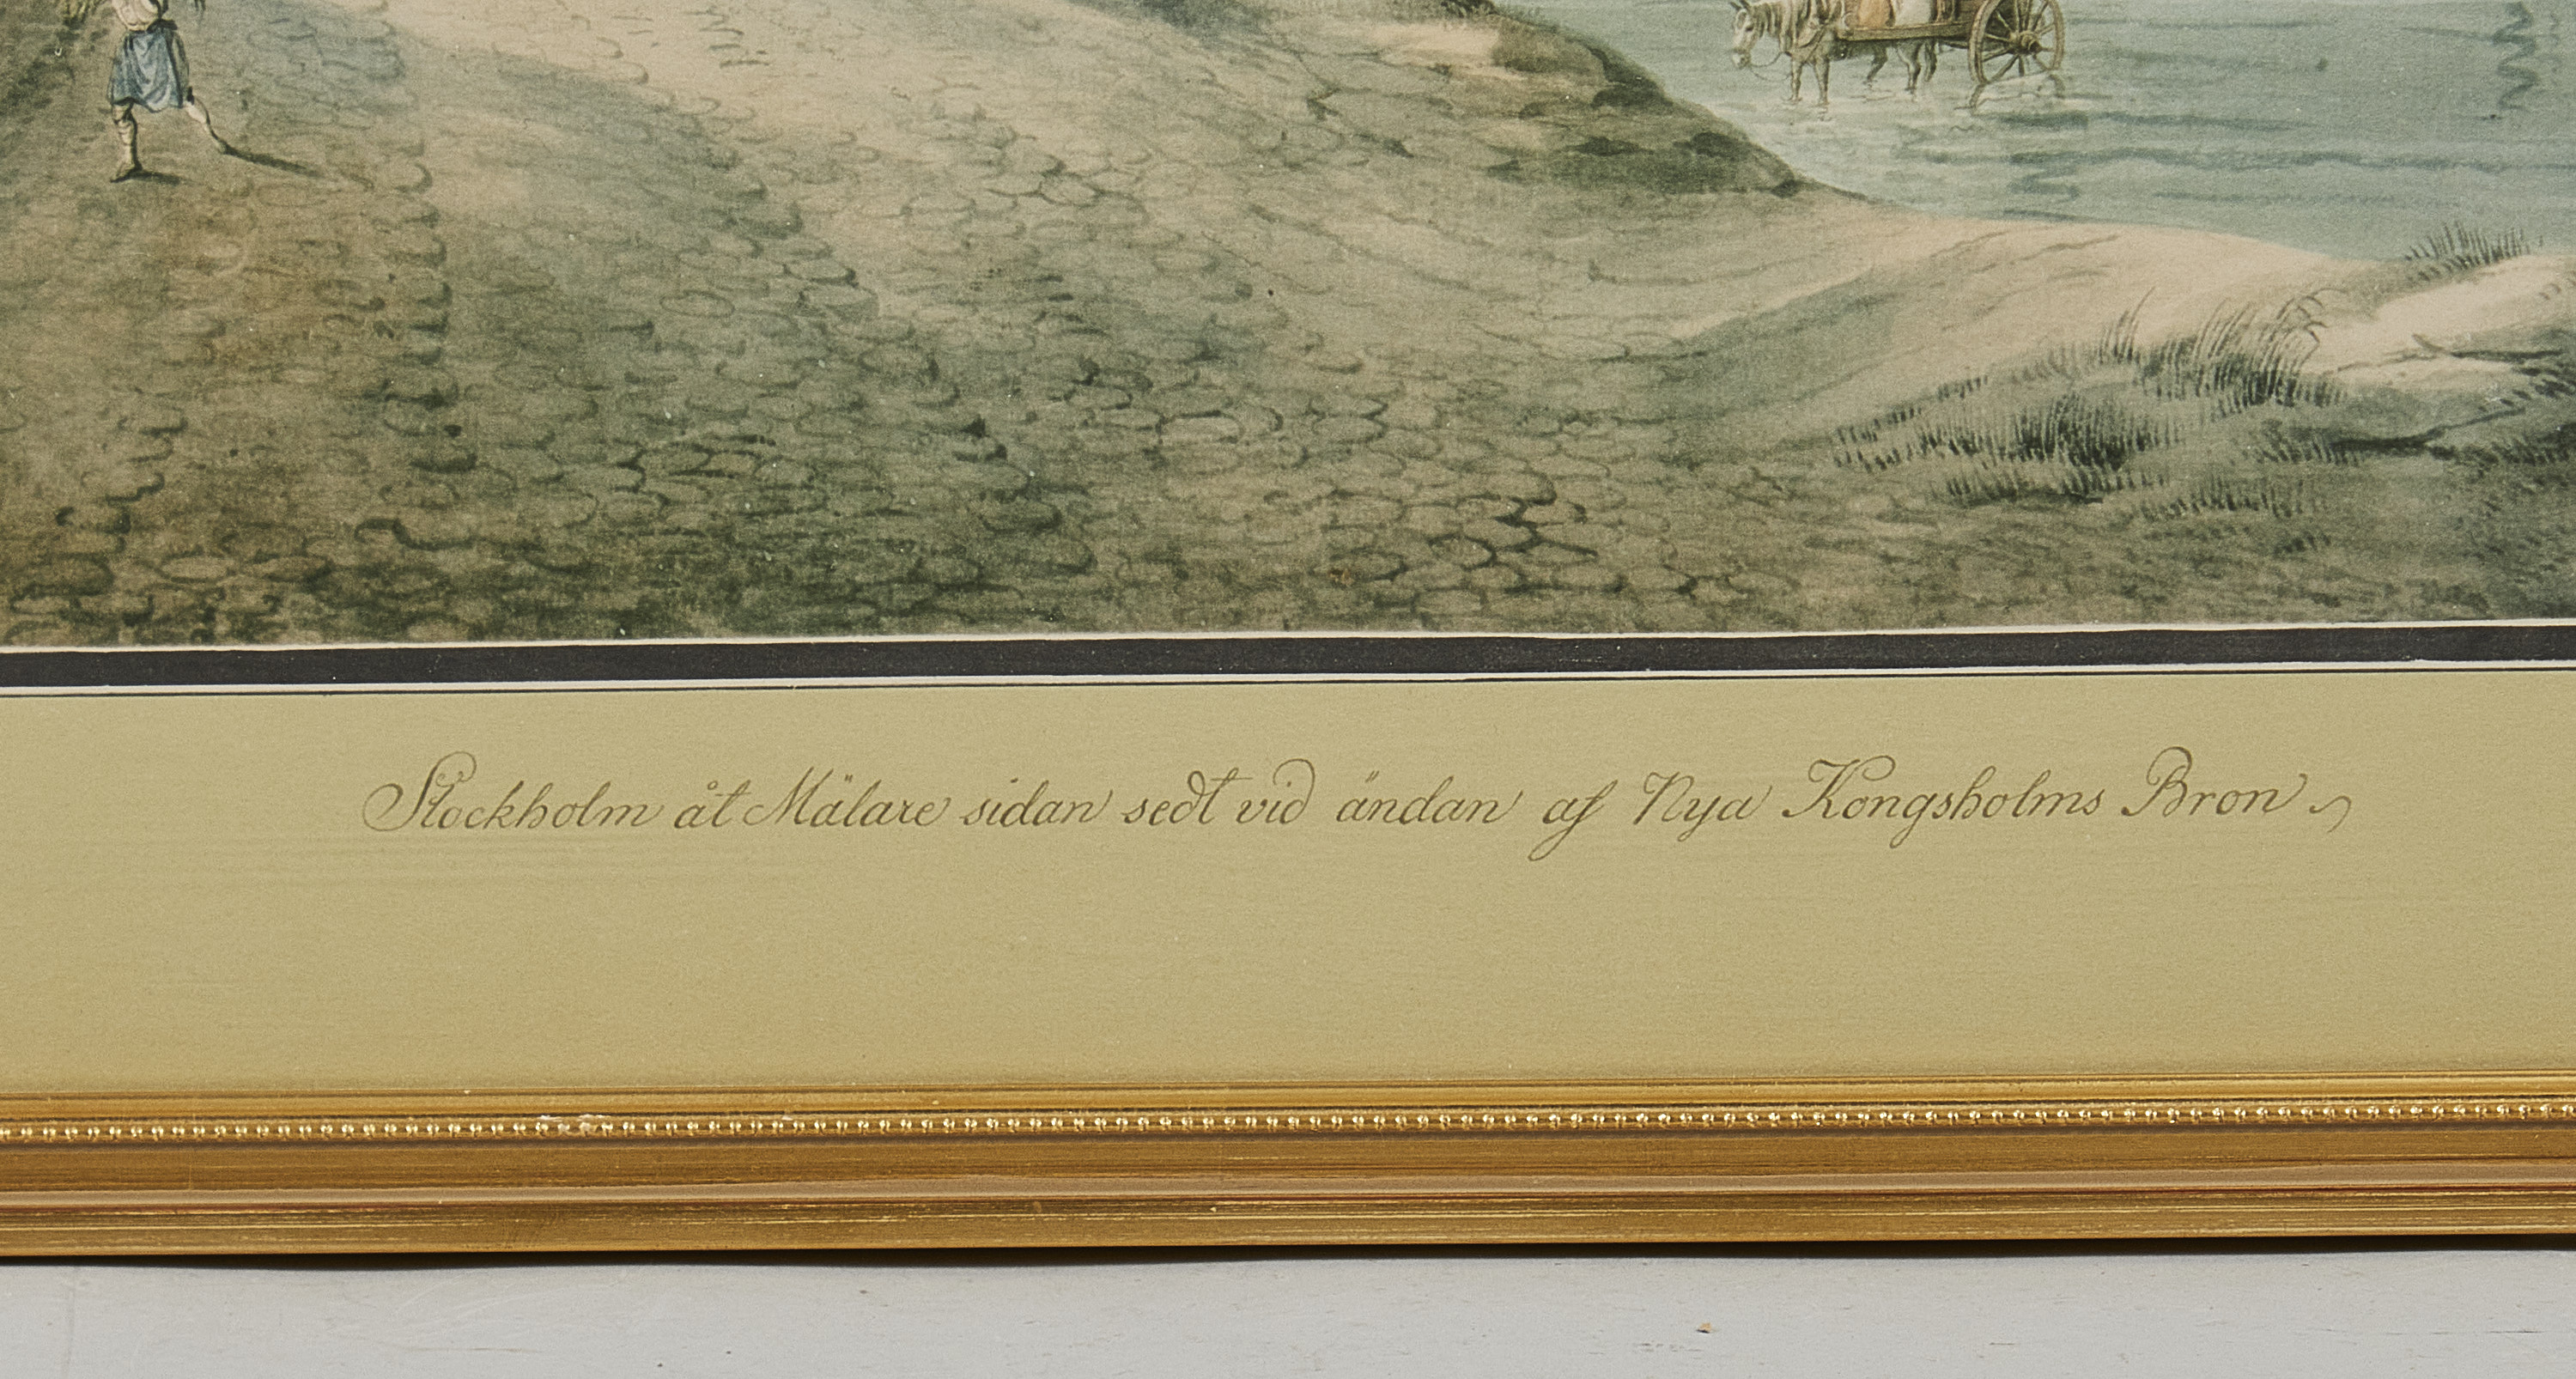 Stockholm åt Mälare sidan sedt vid ändan af Nya Kongsholms Bron